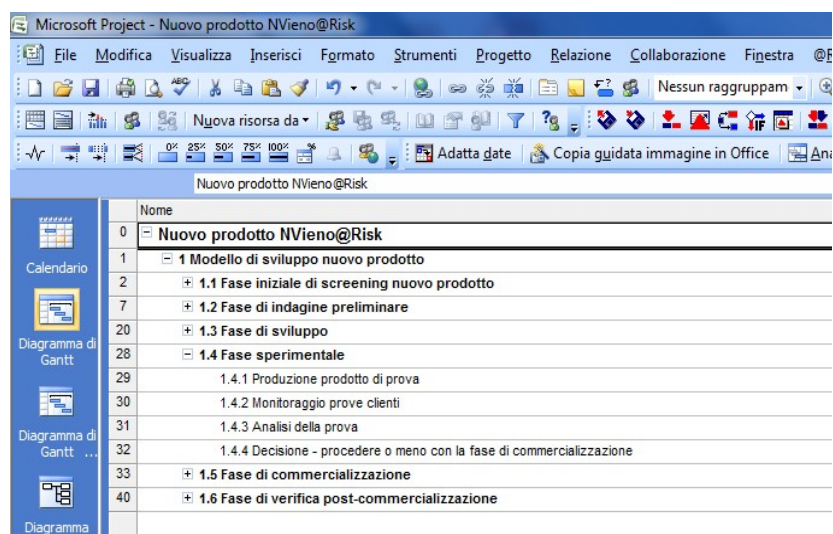 Microsoft Project - Nuovo prodotto NVieno@Risk
File Modifica Visualizza Inserisci Formato Strumenti Progetto Relazione Collaborazione Finestra
Nessun raggruppam
Nuova risorsa da
0% 25% 50% 75% 100% Adatta date Copia guidata immagine in Office
Nuovo prodotto NVieno@Risk
Nome
0 Nuovo prodotto NVieno@Risk
1 1 Modello di sviluppo nuovo prodotto
Calendario
2 1.1 Fase iniziale di screening nuovo prodotto
7 1.2 Fase di indagine preliminare
20 1.3 Fase di sviluppo
Diagramma di
Gantt
28 1.4 Fase sperimentale
29 1.4.1 Produzione prodotto di prova
30 1.4.2 Monitoraggio prove clienti
31 1.4.3 Analisi della prova
Diagramma di
Gantt ...
32 1.4.4 Decisione - procedere o meno con la fase di commercializzazione
33 1.5 Fase di commercializzazione
40 1.6 Fase di verifica post-commercializzazione
Diagramma